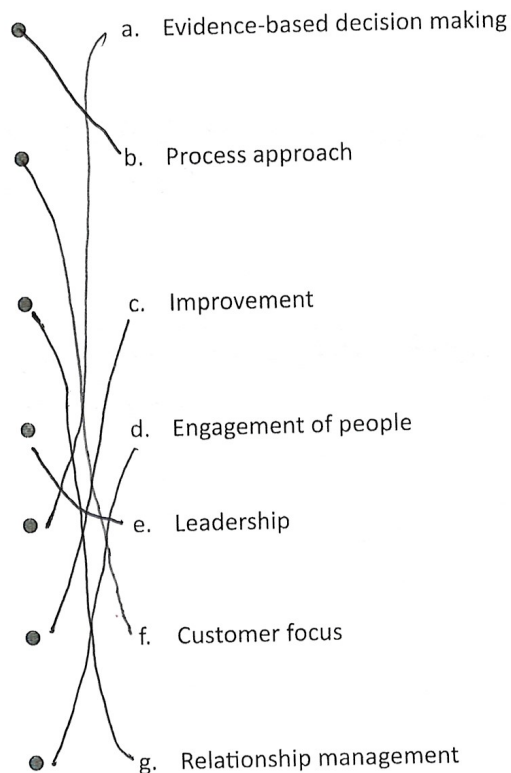 a. Evidence-based decision making
b. Process approach
c. Improvement
d. Engagement of people
e. Leadership
f. Customer focus
g. Relationship management